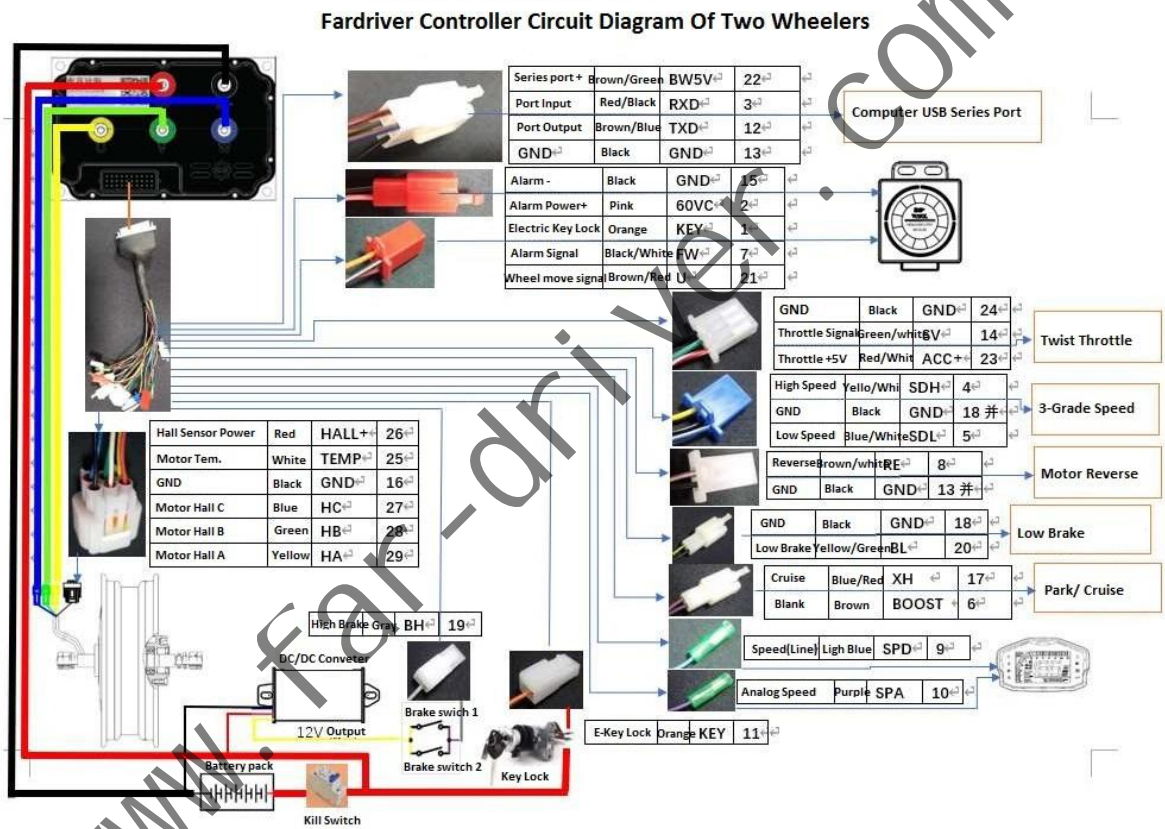 Fardriver Controller Circuit Diagram Of Two Wheelers
Series port + Brown/Green BW5V 22
Port Input Red/Black RXD 3
Port Output Brown/Blue TXD 12
GND Black GND 13
Computer USB Series Port
Alarm - Black GND 15
Alarm Power+ Pink 60VC 2
Electric Key Lock Orange KEY 1
Alarm Signal Black/White FW 7
Wheel move signal Brown/Red U 21
GND Black GND 24
Throttle Signal Green/white SV 14
Throttle +5V Red/Whit ACC+ 23
Twist Throttle
High Speed Yello/Whi SDH 4
GND Black GND 18 并
Low Speed Blue/White SDL 5
3-Grade Speed
Reverse Brown/white RE 8
GND Black GND 13 并
Motor Reverse
GND Black GND 18
Low Brake Yellow/Green BL 20
Low Brake
Cruise Blue/Red XH 17
Blank Brown BOOST 6
Park/ Cruise
Hall Sensor Power Red HALL+ 26
Motor Tem. White TEMP 25
GND Black GND 16
Motor Hall C Blue HC 27
Motor Hall B Green HB 28
Motor Hall A Yellow HA 29
High Brake Gray BH 19
Speed(Line) Ligh Blue SPD 9
Analog Speed Purple SPA 10
E-Key Lock Orange KEY 11
DC/DC Conveter
12V Output
Brake swich 1
Brake switch 2
Key Lock
Battery pack
Kill Switch
www.far-driver.com